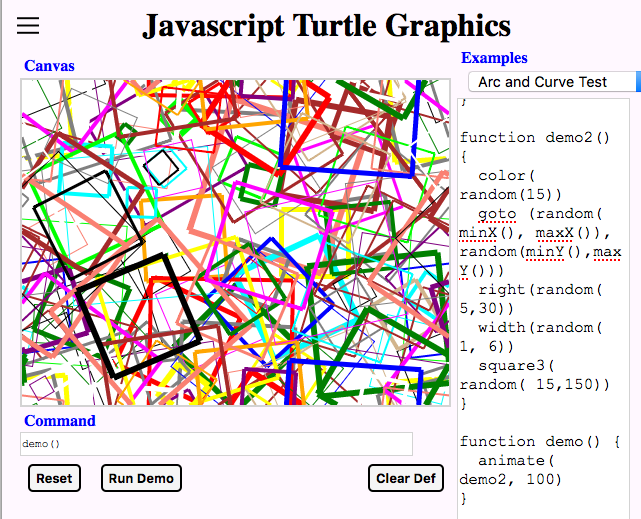 Javascript Turtle Graphics
Canvas
Command
demo()
Reset
Run Demo
Clear Def
Examples
Arc and Curve Test
}
function demo2()
{
color(
random(15))
goto (random(
minX(), maxX()),
random(minY(),max
Y()))
right(random(
5,30))
width(random(
1, 6))
square3(
random( 15,150))
}
function demo() {
animate(
demo2, 100)
}